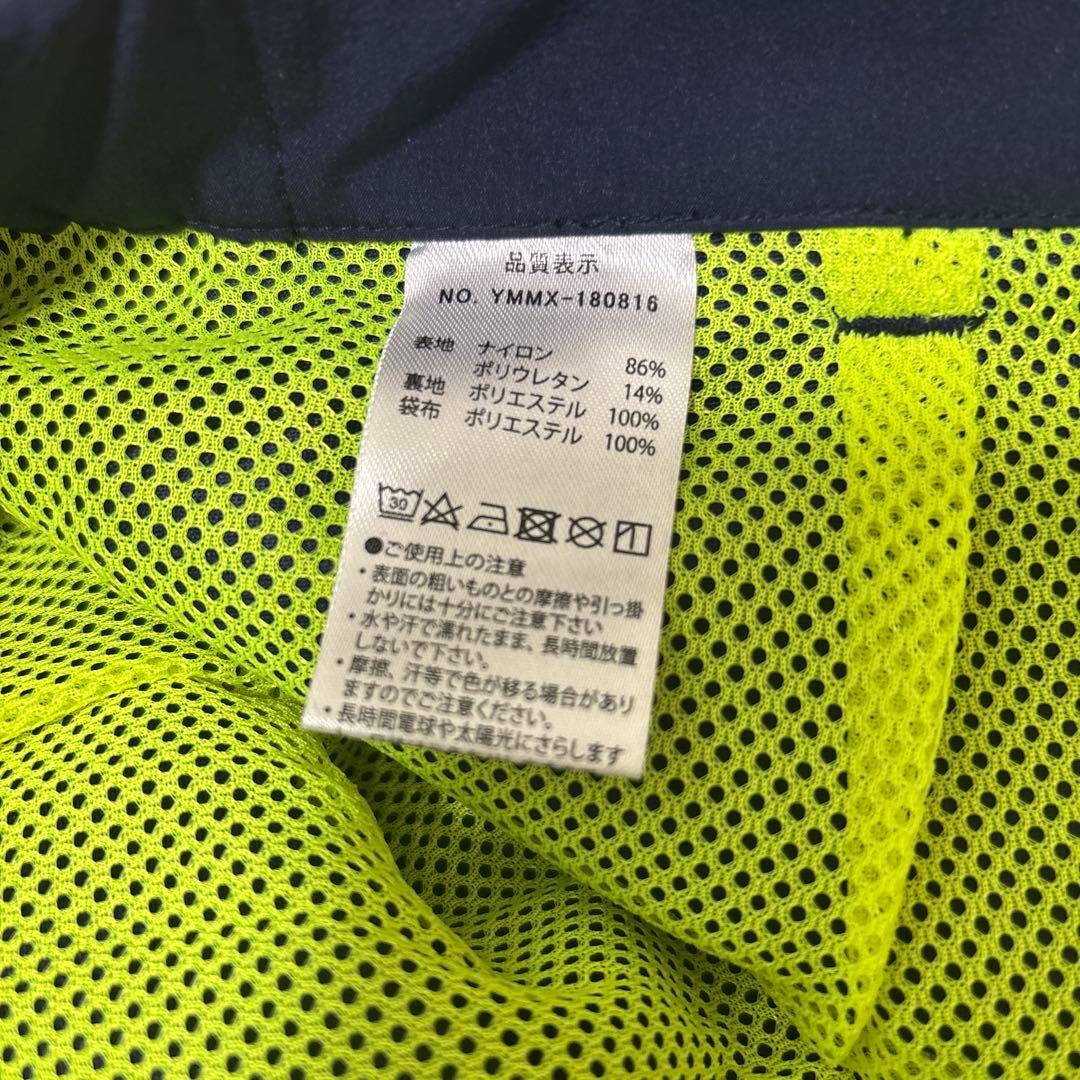 品質表示
NO. YMMX-180816
表地 ナイロン 86%
ポリウレタン 14%
裏地 ポリエステル 100%
袋布 ポリエステル 100%
30
●ご使用上の注意
・表面の粗いものとの摩擦や引っ掛
かりには十分にご注意下さい
・水や汗で濡れたまま、長時間放置
しないで下さい。
・摩擦、汗等で色が移る場合があり
ますのでご注意ください。
・長時間電球や太陽光にさらします